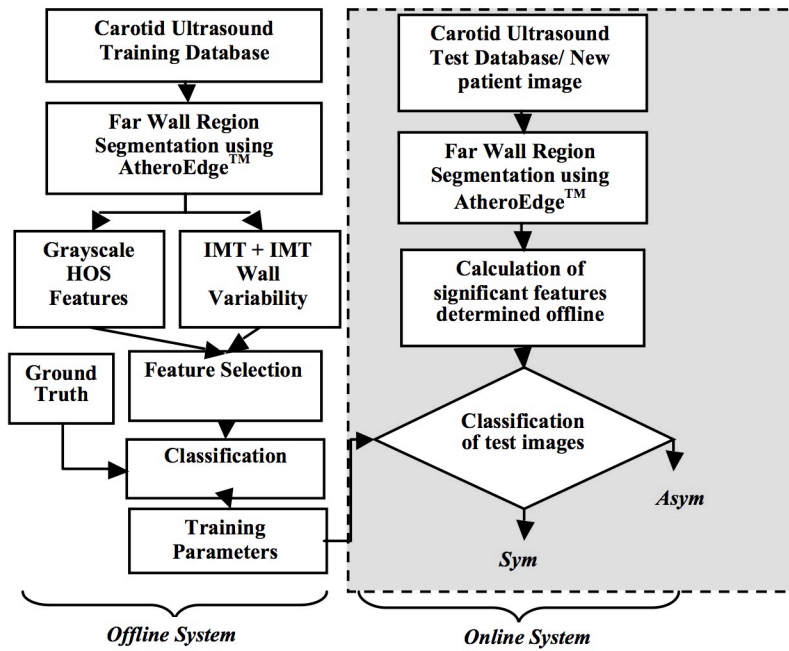 Carotid Ultrasound
Training Database
Far Wall Region
Segmentation using
AtheroEdge™
Grayscale
HOS
Features
IMT + IMT
Wall
Variability
Ground
Truth
Feature Selection
Classification
Training
Parameters
Offline System
Carotid Ultrasound
Test Database/ New
patient image
Far Wall Region
Segmentation using
AtheroEdge™
Calculation of
significant features
determined offline
Classification
of test images
Asym
Sym
Online System